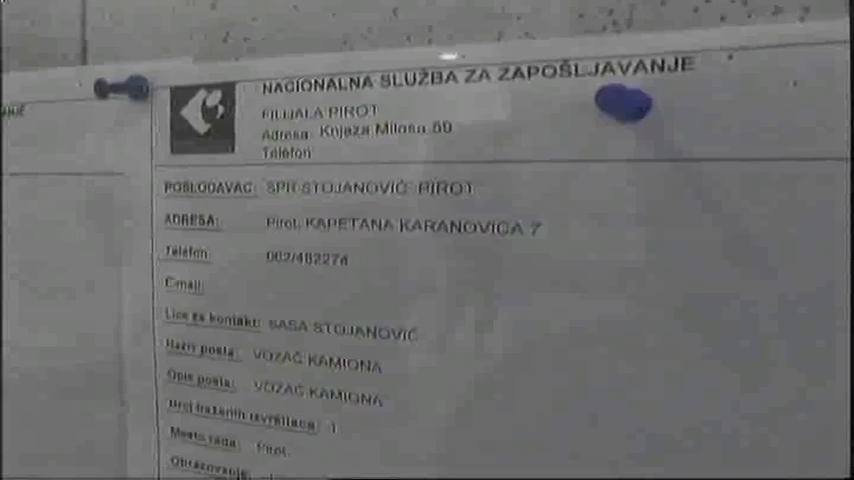 NACIONALNA SLUŽBA ZA ZAPOŠLJAVANJE
FILIJALA PIROT
Adresa Knjaza Milosa 50
Telefon
POSLODAVAC: SPR STOJANOVIĆ PIROT
ADRESA: Pirot, KAPETANA KARANOVICA 7
Telefon: 062/482274
E-mail:
Lice za kontakt: SASA STOJANOVIĆ
Naziv posla: VOZAČ KAMIONA
Opis posla: VOZAČ KAMIONA
Broj traženih izvršilaca: 1
Mesto rada: Pirot,
Obrazovanje: